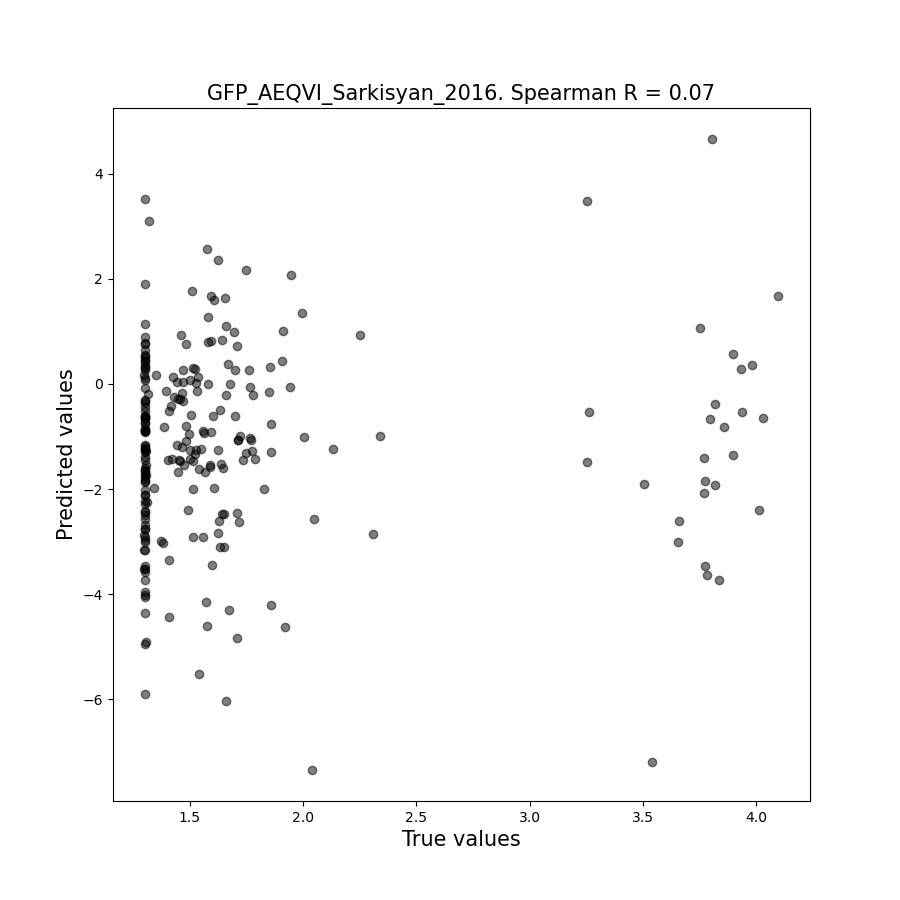 GFP_AEQVI_Sarkisyan_2016. Spearman R = 0.07
Predicted values
4
2
0
−2
−4
−6
1.5 2.0 2.5 3.0 3.5 4.0
True values